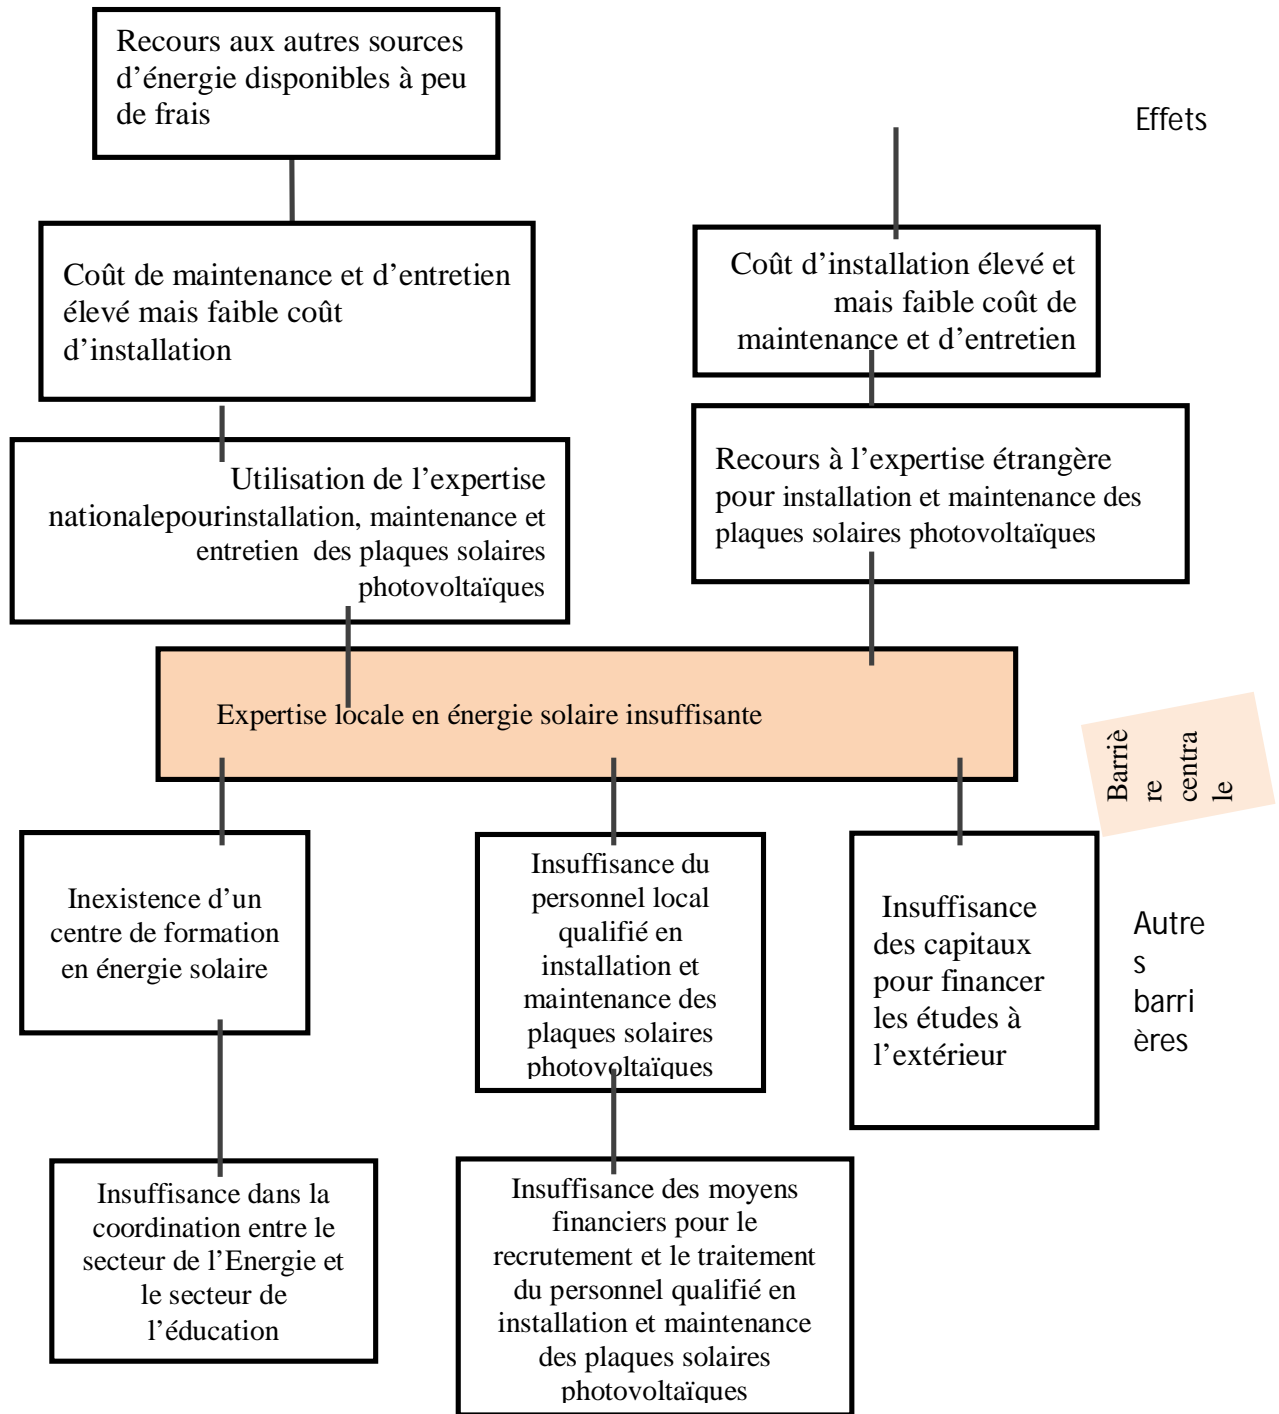 Recours aux autres sources
d’énergie disponibles à peu
de frais
Effets
Coût de maintenance et d’entretien
élevé mais faible coût
d’installation
Coût d’installation élevé et
mais faible coût de
maintenance et d’entretien
Utilisation de l’expertise
nationalepourinstallation, maintenance et
entretien des plaques solaires
photovoltaïques
Recours à l’expertise étrangère
pour installation et maintenance des
plaques solaires photovoltaïques
Expertise locale en énergie solaire insuffisante
Barriè
re
centra
le
Inexistence d’un
centre de formation
en énergie solaire
Insuffisance du
personnel local
qualifié en
installation et
maintenance des
plaques solaires
photovoltaïques
Insuffisance
des capitaux
pour financer
les études à
l’extérieur
Autre
s
barri
ères
Insuffisance dans la
coordination entre le
secteur de l’Energie et
le secteur de
l’éducation
Insuffisance des moyens
financiers pour le
recrutement et le traitement
du personnel qualifié en
installation et maintenance
des plaques solaires
photovoltaïques